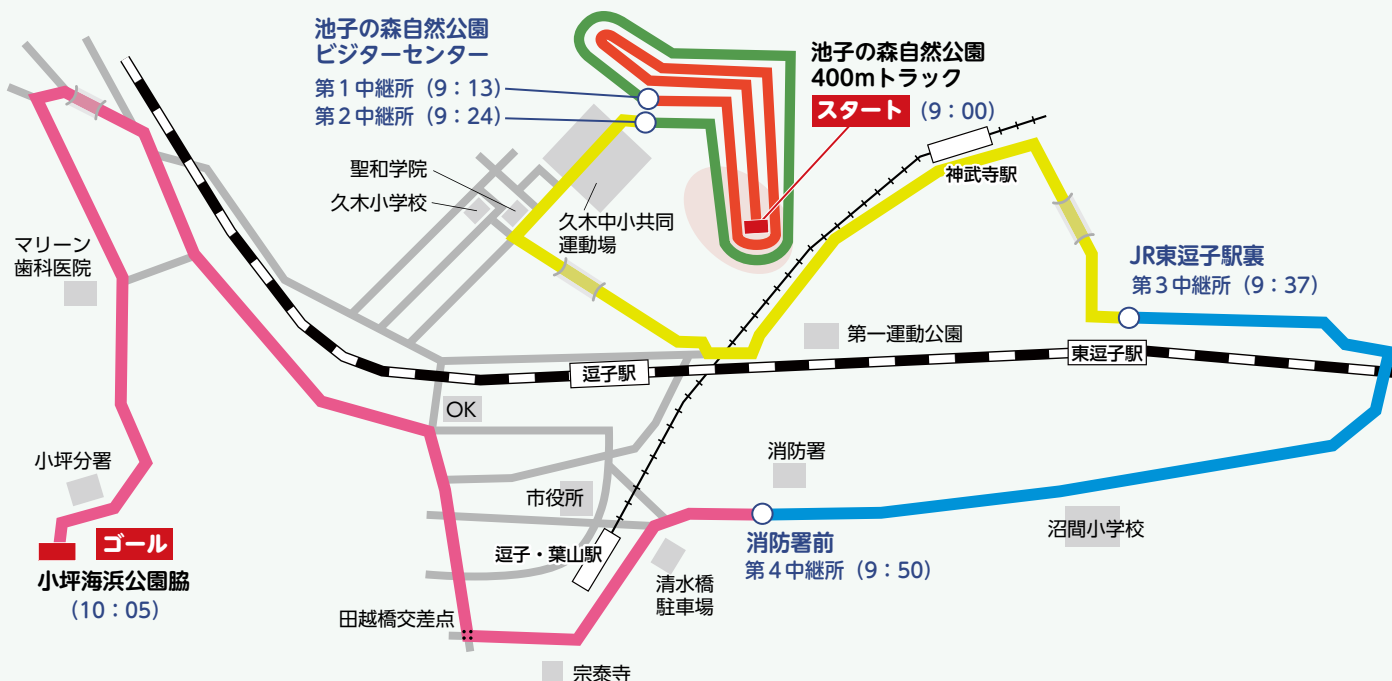 池子の森自然公園
ビジターセンター
第1中継所（9：13）
第2中継所（9：24）
池子の森自然公園
400mトラック
スタート（9：00）
聖和学院
久木小学校
久木中小共同
運動場
神武寺駅
マリーン
歯科医院
JR東逗子駅裏
第3中継所（9：37）
第一運動公園
東逗子駅
逗子駅
OK
小坪分署
消防署
市役所
ゴール
小坪海浜公園脇
（10：05）
逗子・葉山駅
消防署前
第4中継所（9：50）
沼間小学校
清水橋
駐車場
田越橋交差点
宗泰寺